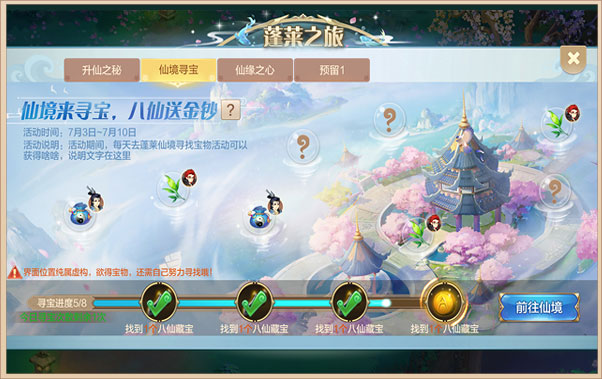 蓬莱之旅
升仙之秘
仙境寻宝
仙缘之心
预留1
仙境来寻宝，八仙送金钞 ?
活动时间：7月3日~7月10日
活动说明：活动期间，每天去蓬莱仙境寻找宝物活动可以
获得啥啥，说明文字在这里
?
?
?
?
界面位置纯属虚构，欲得宝物，还需自己努力寻找哦！
寻宝进度5/8
找到1个八仙藏宝
找到1个八仙藏宝
找到1个八仙藏宝
找到1个八仙藏宝
前往仙境